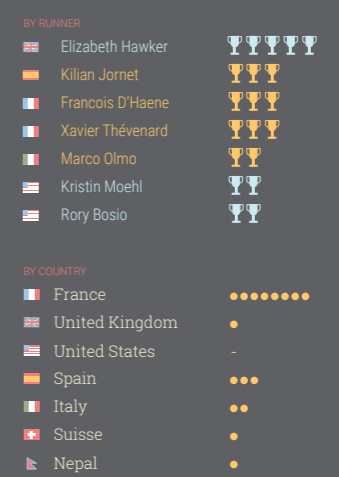 BY RUNNER
Elizabeth Hawker
Kilian Jornet
Francois D'Haene
Xavier Thévenard
Marco Olmo
Kristin Moehl
Rory Bosio
BY COUNTRY
France
United Kingdom
United States -
Spain
Italy
Suisse
Nepal